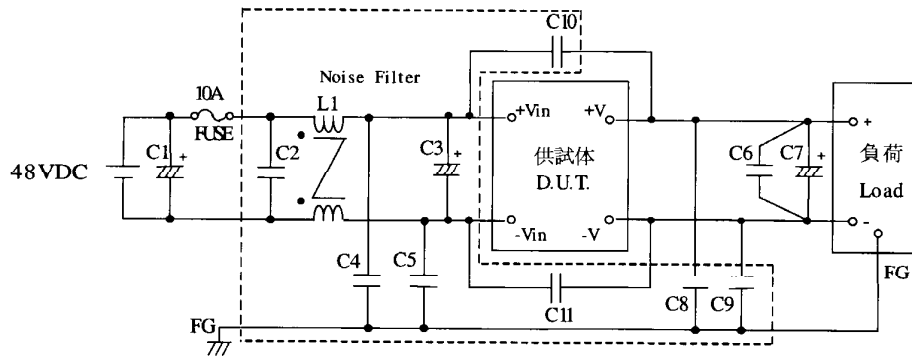 C10
Noise Filter
10A
FUSE
L1
+Vin
+V
+
C1
+
C2
C3
+
供試体
D.U.T.
C6
C7
+
負荷
Load
48VDC
-Vin
-V
-
C4
C5
C11
C8
C9
FG
FG